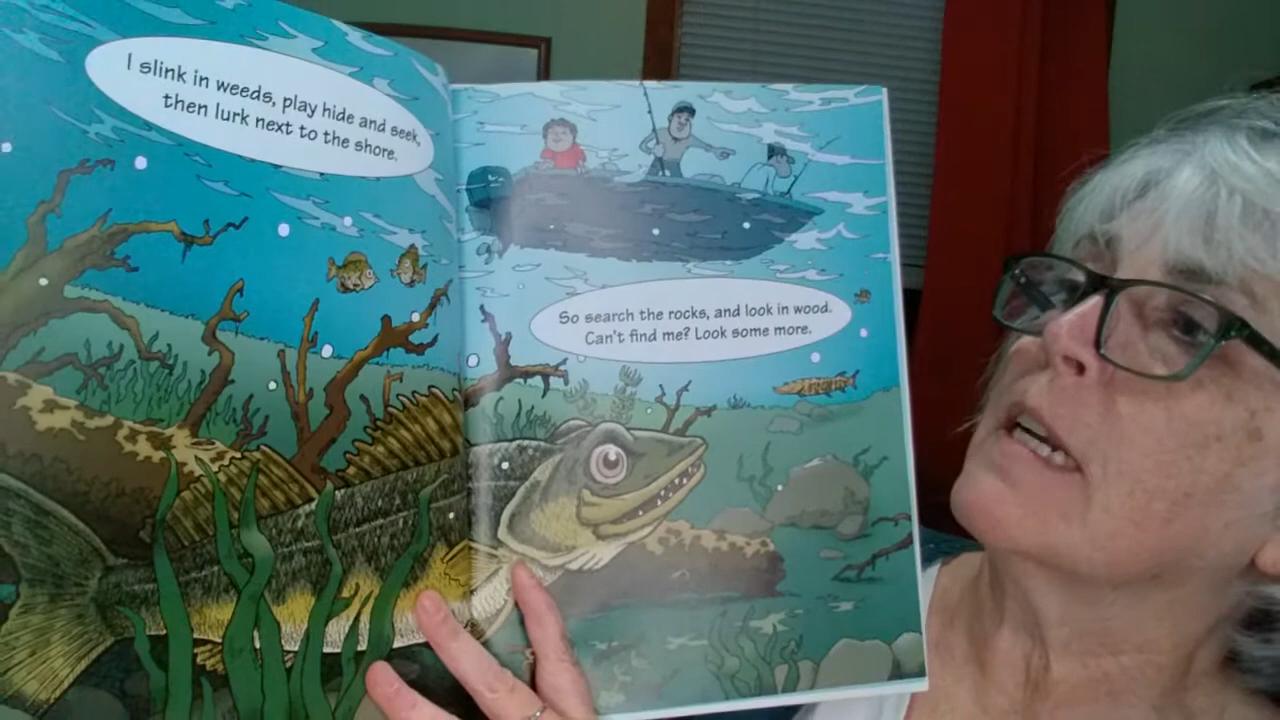 I slink in weeds, play hide and seek,
then lurk next to the shore.
So search the rocks, and look in wood.
Can't find me? Look some more.